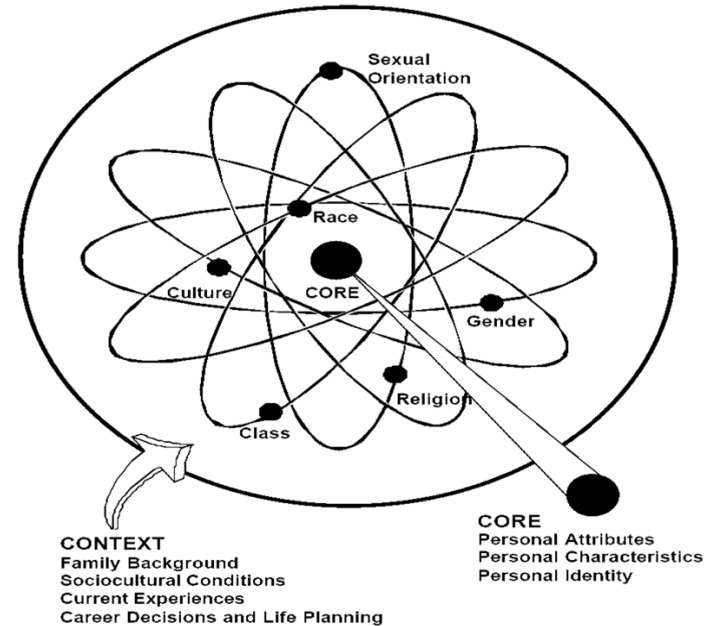 Sexual
Orientation
Race
Culture
CORE
Gender
Religion
Class
CONTEXT
Family Background
Sociocultural Conditions
Current Experiences
Career Decisions and Life Planning
CORE
Personal Attributes
Personal Characteristics
Personal Identity